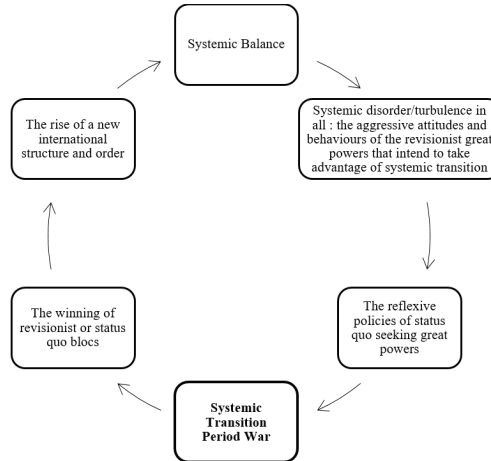 Systemic Balance
Systemic disorder/turbulence in
all : the aggressive attitudes and
behaviours of the revisionist great
powers that intend to take
advantage of systemic transition
The reflexive
policies of status
quo seeking great
powers
Systemic
Transition
Period War
The winning of
revisionist or status
quo blocs
The rise of a new
international
structure and order